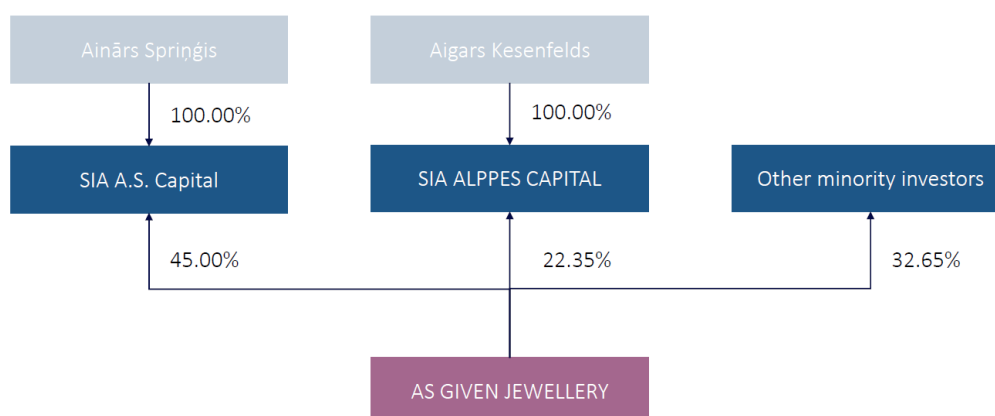 Ainārs Spriņģis
Aigars Kesenfelds
100.00%
100.00%
SIA A.S. Capital
SIA ALPPES CAPITAL
Other minority investors
45.00%
22.35%
32.65%
AS GIVEN JEWELLERY